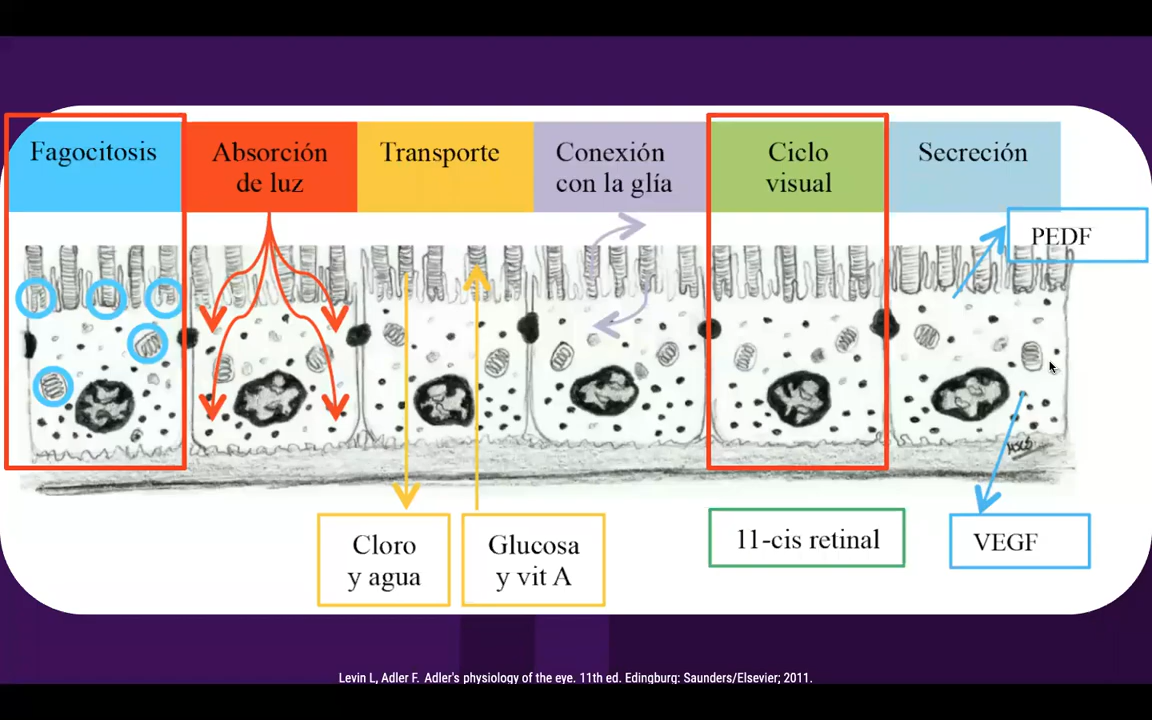 Fagocitosis
Absorción
de luz
Transporte
Conexión
con la glía
Ciclo
visual
Secreción
PEDF
Cloro
y agua
Glucosa
y vit A
11-cis retinal
VEGF
Levin L, Adler F. Adler's physiology of the eye. 11th ed. Edingburg: Saunders/Elsevier; 2011.